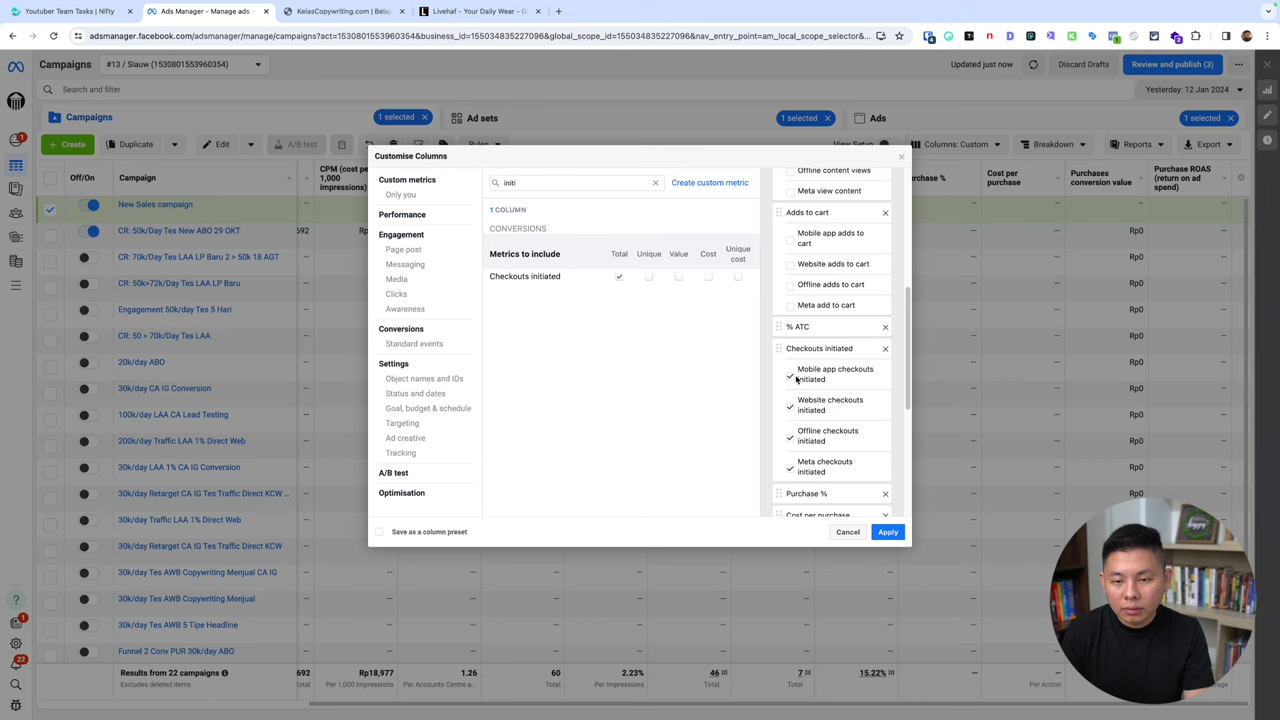 Youtuber Team Tasks | Nifty
Ads Manager - Manage ads -
KelasCopywriting.com | Belaj
Livehaf - Your Daily Wear - G
adsmanager.facebook.com/adsmanager/manage/campaigns?act=1530801553960354&business_id=155034835227096&global_scope_id=155034835227096&nav_entry_point=am_local_scope_selector&...
Campaigns
#13 / Siauw (1530801553960354)
Updated just now
Discard Drafts
Review and publish (3)
Search and filter
Yesterday: 12 Jan 2024
Campaigns
1 selected
Ad sets
1 selected
Ads
1 selected
+ Create
Duplicate
Edit
A/B test
Rules
View Setup
Columns: Custom
Breakdown
Reports
Export
Off/On
Campaign
CPM (cost per 1,000 impressions)
Purchase %
Cost per purchase
Purchases conversion value
Purchase ROAS (return on ad spend)
New Sales campaign
CR: 50k/Day Tes New ABO 29 OKT
CR: 70k/Day Tes LAA LP Baru 2 > 50k 18 AGT
CR: 50k>72k/Day Tes LAA LP Baru
Engagement 50k/day Tes 5 Hari
CR: 50 > 70k/Day Tes LAA
20k/day ABO
30k/day CA IG Conversion
100k/day LAA CA Lead Testing
200k/day Traffic LAA 1% Direct Web
30k/day LAA 1% CA IG Conversion
30k/day Retarget CA IG Tes Traffic Direct KCW ...
30k/day Traffic LAA 1% Direct Web
30k/day Retarget CA IG Tes Traffic Direct KCW
30k/day Tes AWB Copywriting Menjual CA IG
30k/day Tes AWB Copywriting Menjual
30k/day Tes AWB 5 Tipe Headline
Funnel 2 Conv PUR 30k/day ABO
Results from 22 campaigns
Excludes deleted items
692
Rp18,977
Per 1,000 Impressions
1.26
Per Accounts Centre a...
60
Total
2.23%
Per Impressions
46 [2]
Total
7 [2]
Total
15.22% [2]
—
—
Per Action
—
Total
—
Customise Columns
Custom metrics
Only you
Performance
Engagement
Page post
Messaging
Media
Clicks
Awareness
Conversions
Standard events
Settings
Object names and IDs
Status and dates
Goal, budget & schedule
Targeting
Ad creative
Tracking
A/B test
Optimisation
initi
Create custom metric
1 COLUMN
CONVERSIONS
Metrics to include
Total
Unique
Value
Cost
Unique cost
Checkouts initiated
Offline content views
Meta view content
Adds to cart
Mobile app adds to
cart
Website adds to cart
Offline adds to cart
Meta add to cart
% ATC
Checkouts initiated
Mobile app checkouts
initiated
Website checkouts
initiated
Offline checkouts
initiated
Meta checkouts
initiated
Purchase %
Cost per purchase
Save as a column preset
Cancel
Apply